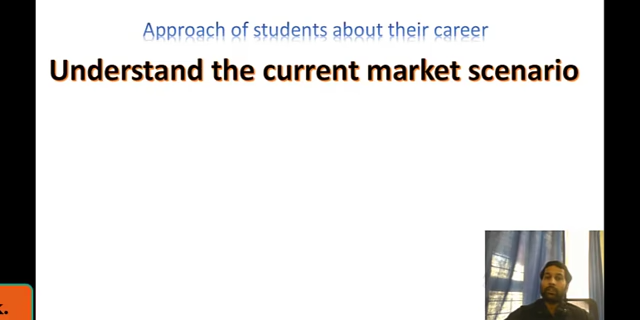 Approach of students about their career
Understand the current market scenario
k.